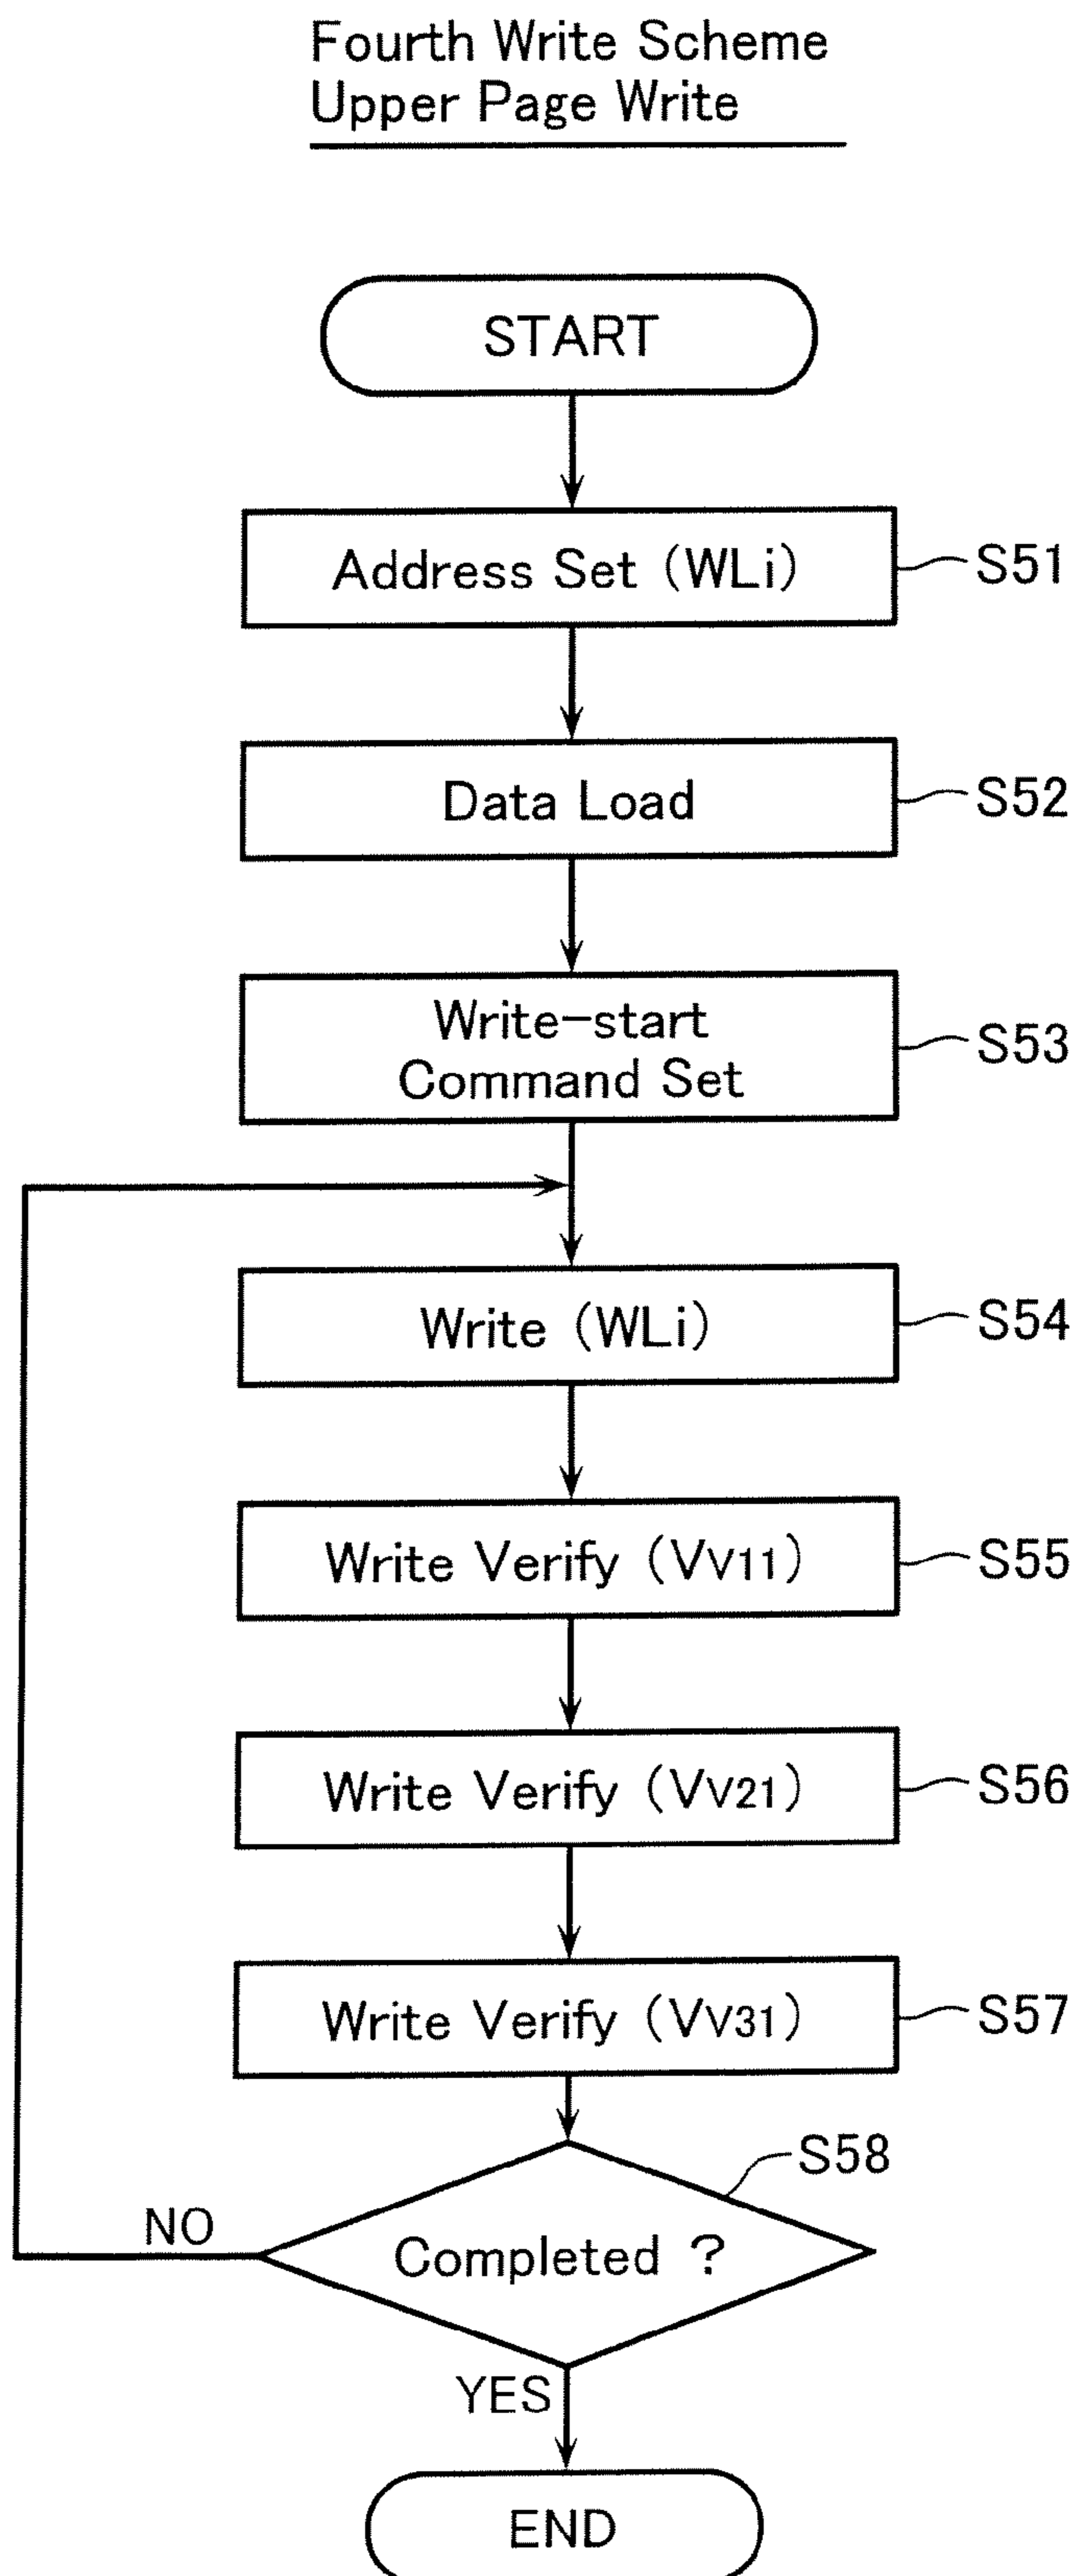 Fourth Write Scheme
Upper Page Write
START
Address Set (WLi)
S51
Data Load
S52
Write-start
Command Set
S53
Write (WLi)
S54
Write Verify (VV11)
S55
Write Verify (VV21)
S56
Write Verify (VV31)
S57
S58
NO
Completed ?
YES
END